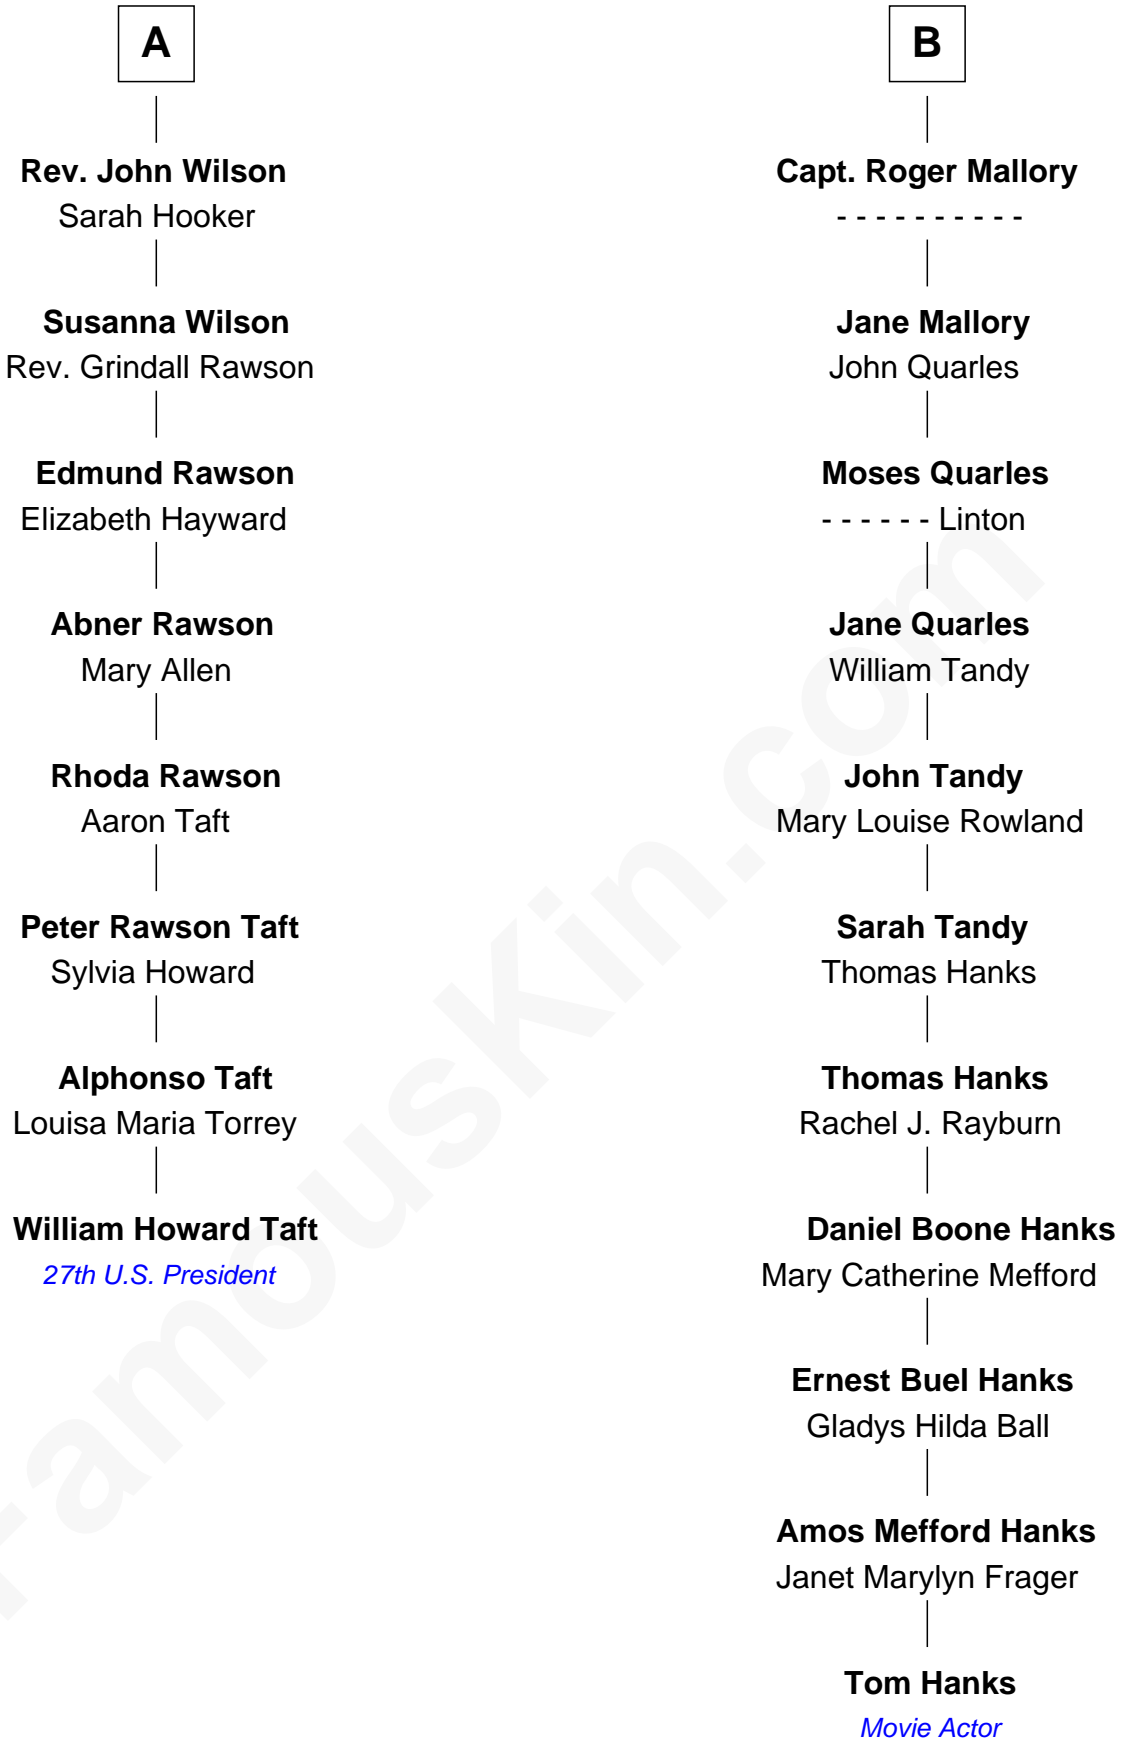 A
Rev. John Wilson
Sarah Hooker
Susanna Wilson
Rev. Grindall Rawson
Edmund Rawson
Elizabeth Hayward
Abner Rawson
Mary Allen
Rhoda Rawson
Aaron Taft
Peter Rawson Taft
Sylvia Howard
Alphonso Taft
Louisa Maria Torrey
William Howard Taft
27th U.S. President
B
Capt. Roger Mallory
- - - - - - - - - -
Jane Mallory
John Quarles
Moses Quarles
- - - - - - Linton
Jane Quarles
William Tandy
John Tandy
Mary Louise Rowland
Sarah Tandy
Thomas Hanks
Thomas Hanks
Rachel J. Rayburn
Daniel Boone Hanks
Mary Catherine Mefford
Ernest Buel Hanks
Gladys Hilda Ball
Amos Mefford Hanks
Janet Marylyn Frager
Tom Hanks
Movie Actor
FamousKin.com